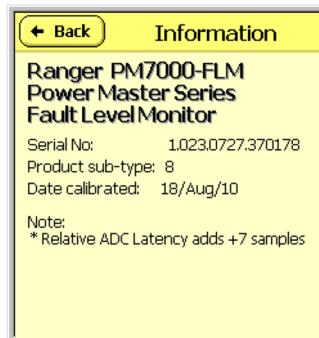 ← Back
Information
Ranger PM7000-FLM
Power Master Series
Fault Level Monitor
Serial No: 1.023.0727.370178
Product sub-type: 8
Date calibrated: 18/Aug/10
Note:
* Relative ADC Latency adds +7 samples